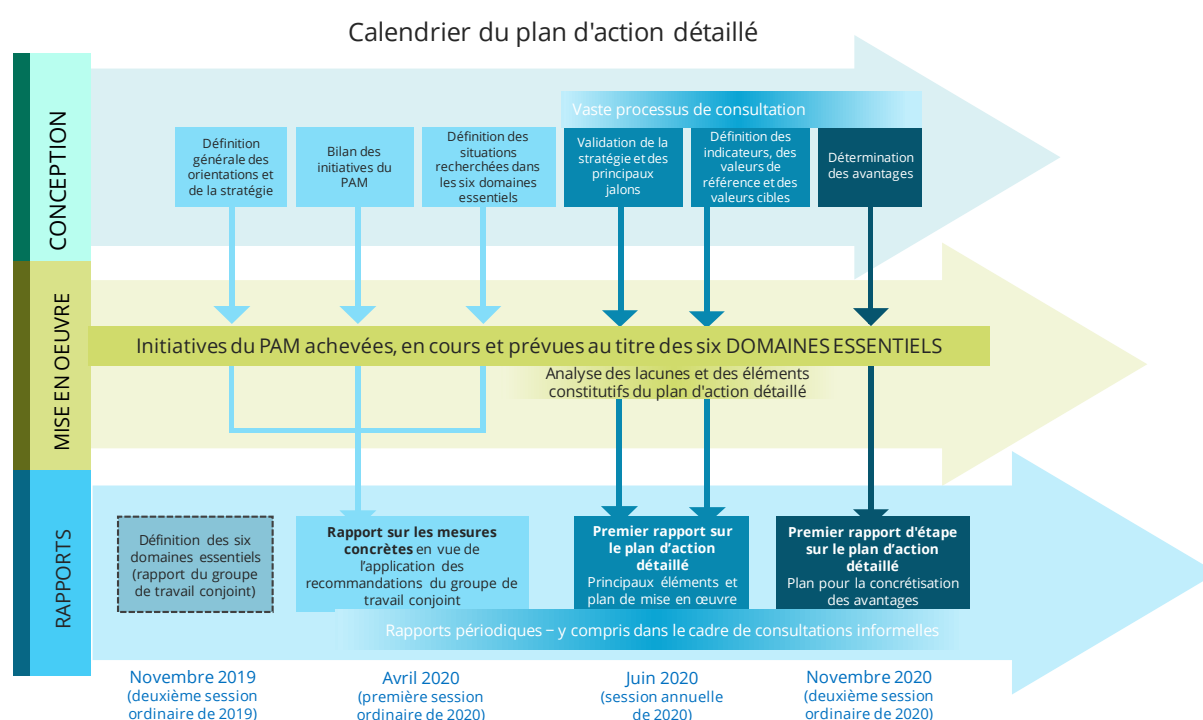 Calendrier du plan d'action détaillé
CONCEPTION
Vaste processus de consultation
Définition
générale des
orientations et
de la stratégie
Bilan des
initiatives du
PAM
Définition des
situations
recherchées dans
les six domaines
essentiels
Validation de la
stratégie et des
principaux
jalons
Définition des
indicateurs, des
valeurs de
référence et des
valeurs cibles
Détermination
des avantages
MISE EN OEUVRE
Initiatives du PAM achevées, en cours et prévues au titre des six DOMAINES ESSENTIELS
Analyse des lacunes et des éléments
constitutifs du plan d'action détaillé
RAPPORTS
Définition des six
domaines essentiels
(rapport du groupe
de travail conjoint)
Rapport sur les mesures
concrètes en vue de
l'application des
recommandations du groupe de
travail conjoint
Premier rapport sur
le plan d'action
détaillé
Principaux éléments et
plan de mise en œuvre
Premier rapport d'étape
sur le plan d'action
détaillé
Plan pour la concrétisation
des avantages
Rapports périodiques – y compris dans le cadre de consultations informelles
Novembre 2019
(deuxième session
ordinaire de 2019)
Avril 2020
(première session
ordinaire de 2020)
Juin 2020
(session annuelle
de 2020)
Novembre 2020
(deuxième session
ordinaire de 2020)